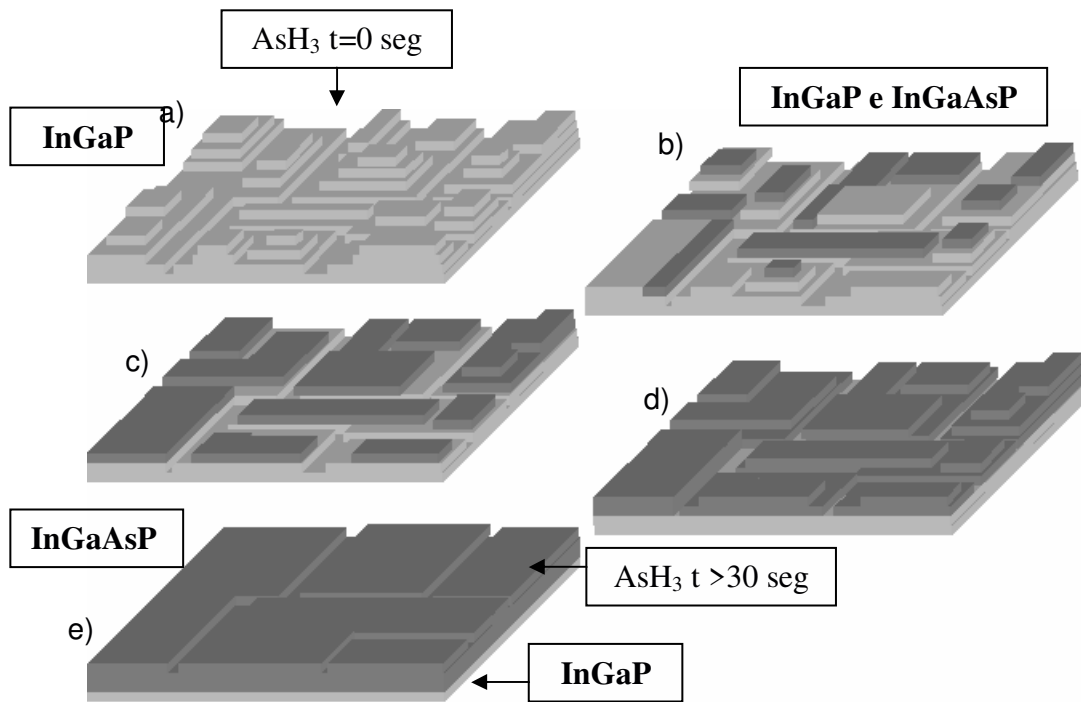 AsH₃ t=0 seg
InGaP
a)
InGaP e InGaAsP
b)
c)
d)
InGaAsP
AsH₃ t >30 seg
e)
InGaP